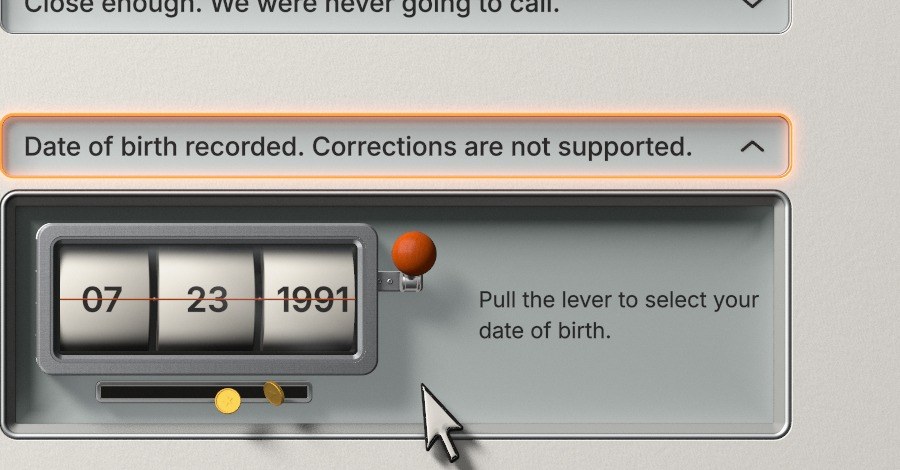 Close enough. We were never going to call.
Date of birth recorded. Corrections are not supported.
07 23 1991
Pull the lever to select your
date of birth.